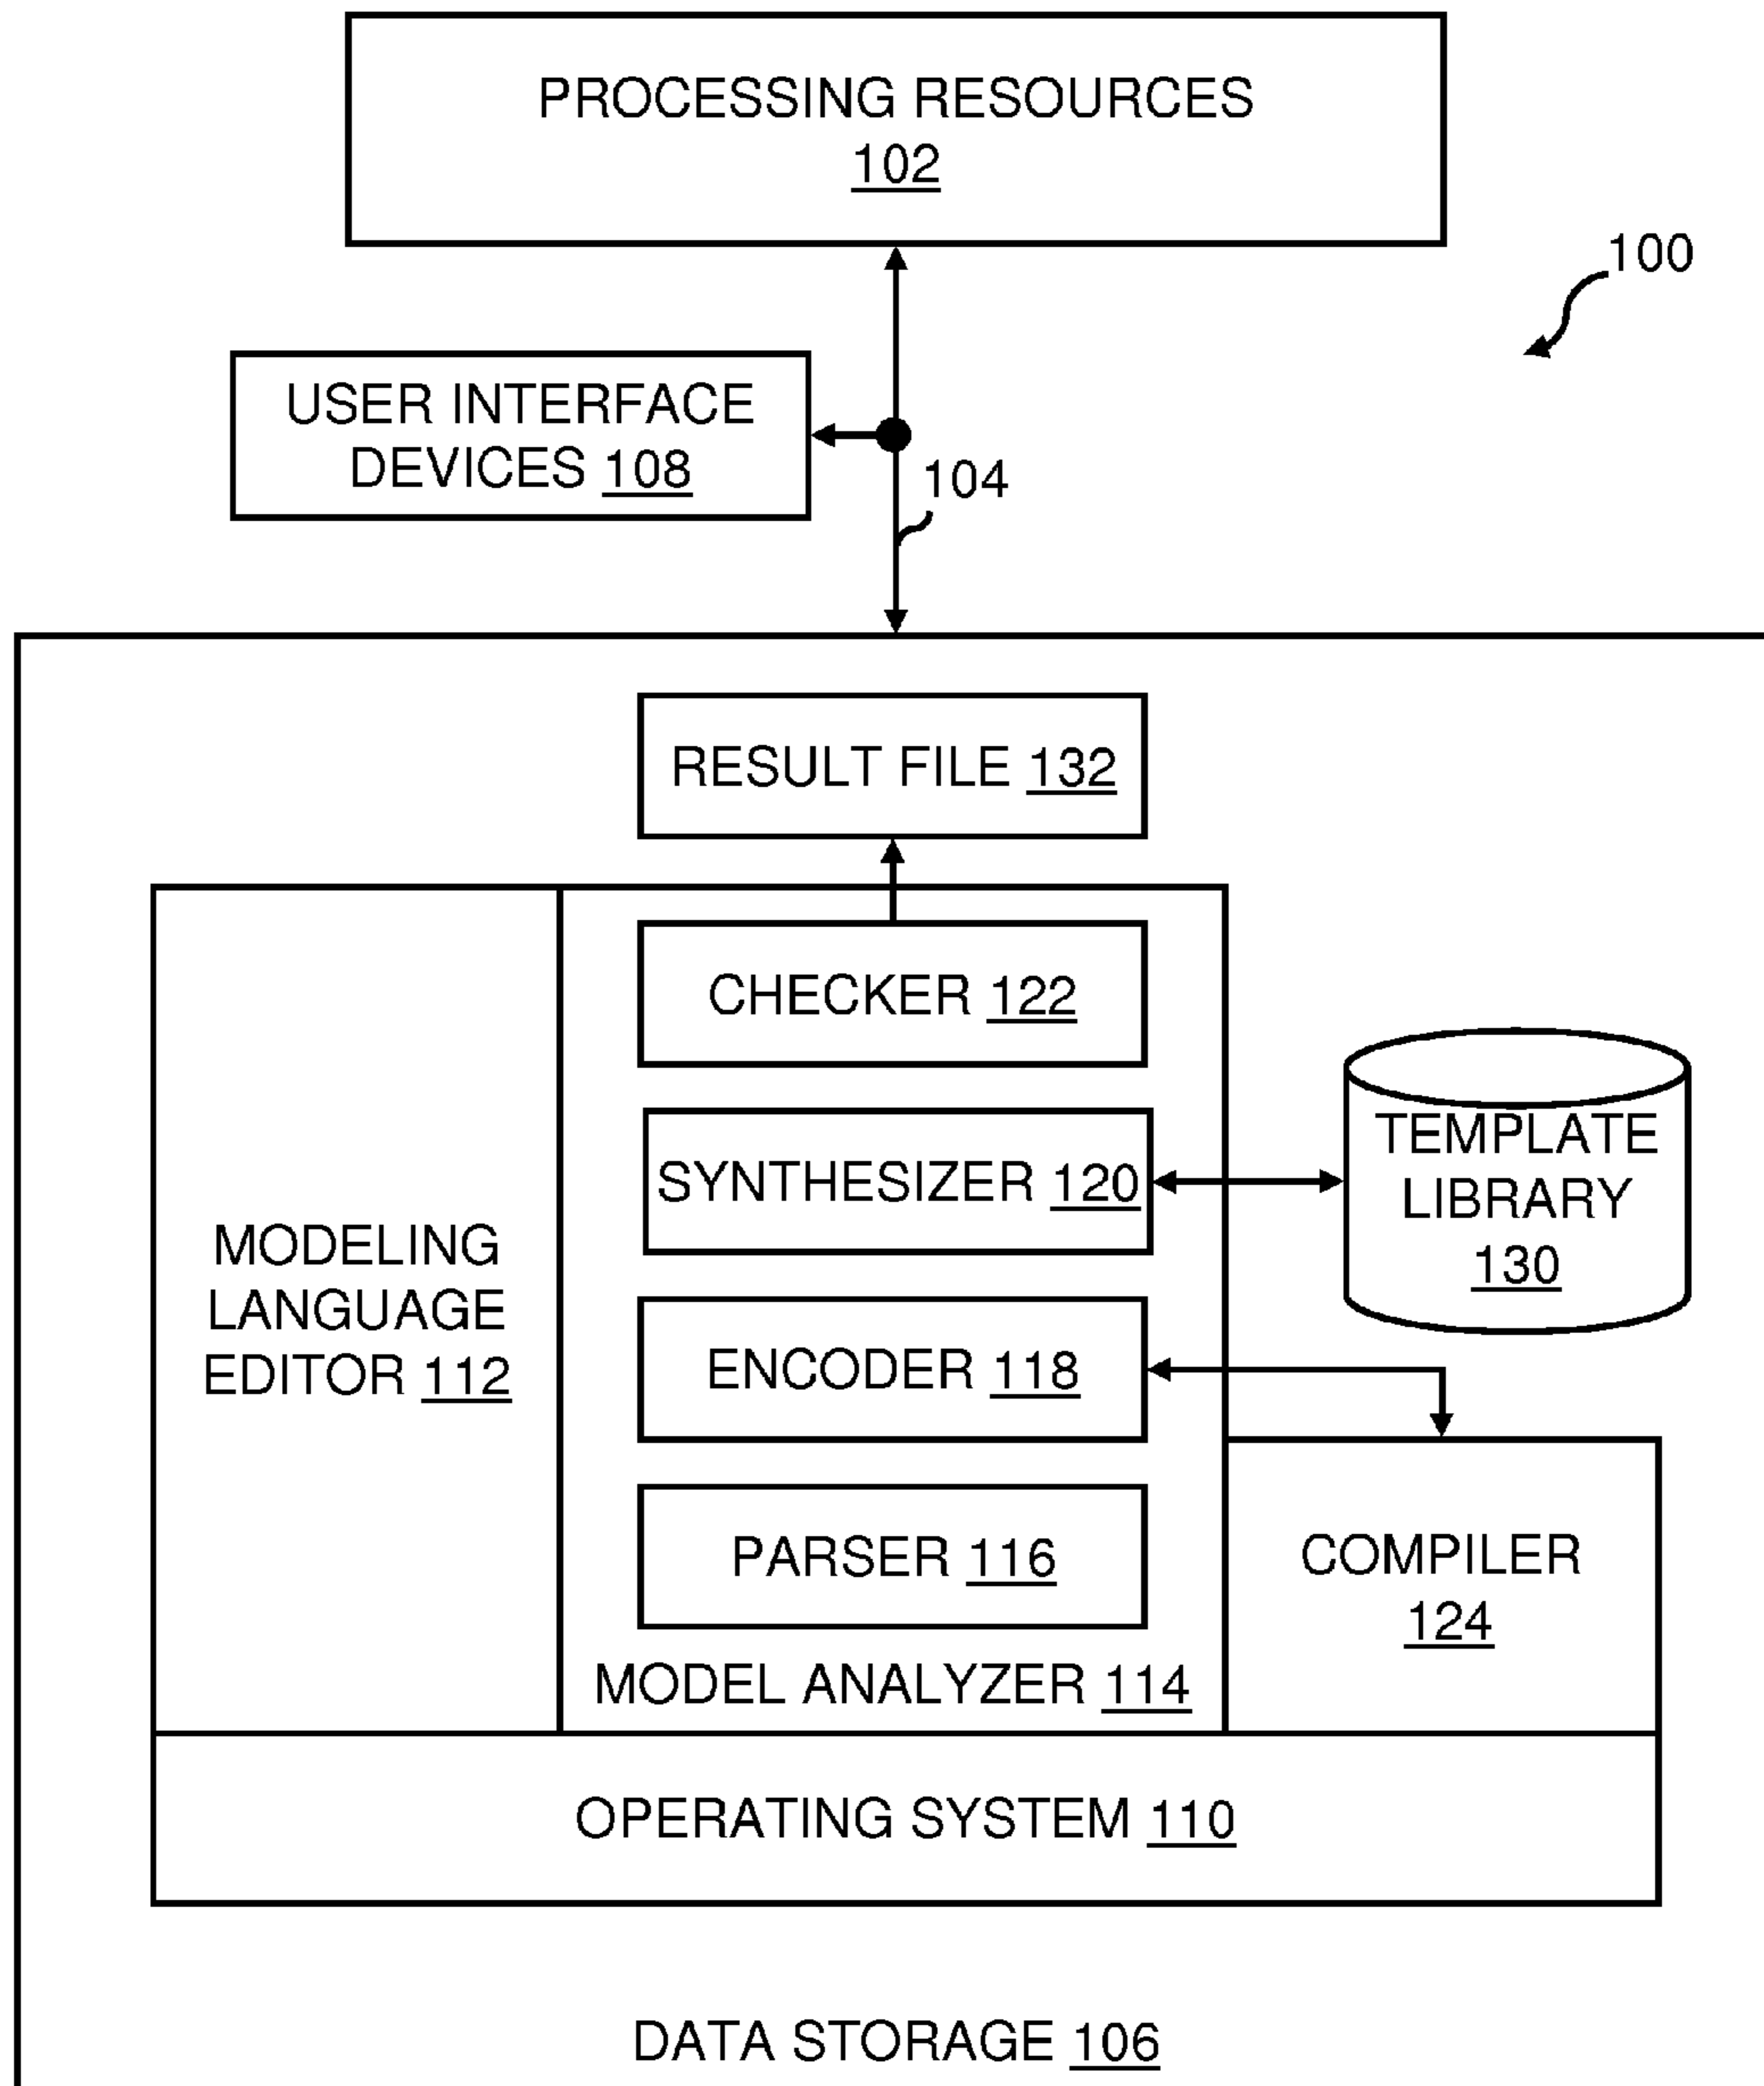 PROCESSING RESOURCES
102
100
USER INTERFACE
DEVICES 108
104
RESULT FILE 132
CHECKER 122
SYNTHESIZER 120
TEMPLATE
LIBRARY
130
MODELING
LANGUAGE
EDITOR 112
ENCODER 118
PARSER 116
COMPILER
124
MODEL ANALYZER 114
OPERATING SYSTEM 110
DATA STORAGE 106